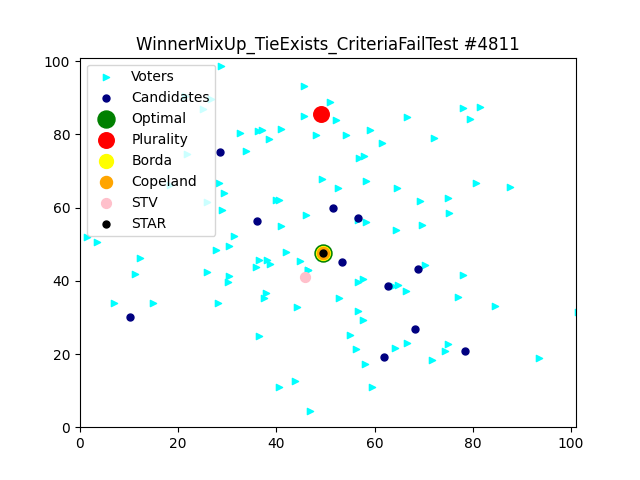 WinnerMixUp_TieExists_CriteriaFailTest #4811
Voters
Candidates
Optimal
Plurality
Borda
Copeland
STV
STAR
100
80
60
40
20
0
0 20 40 60 80 100